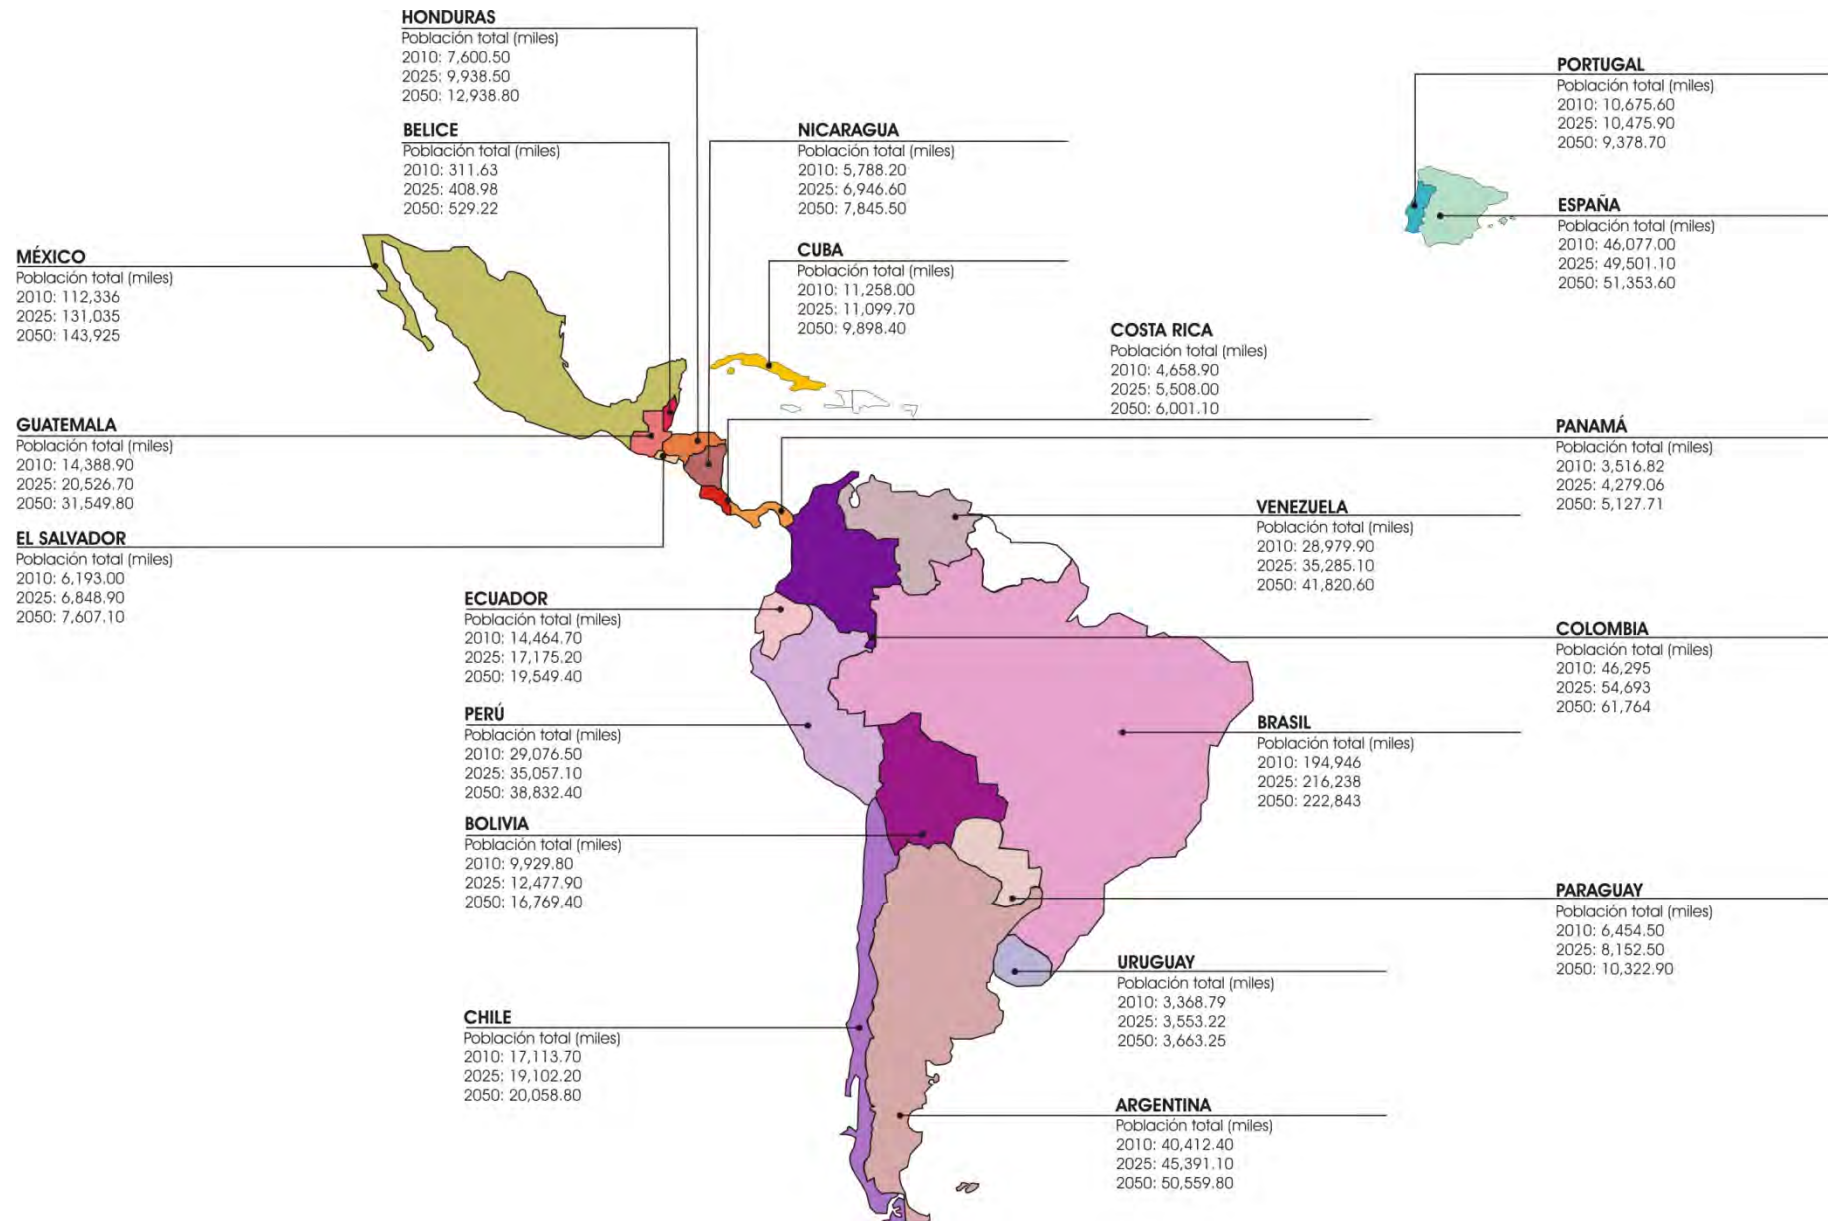 HONDURAS
Población total (miles)
2010: 7,600.50
2025: 9,938.50
2050: 12,938.80
BELICE
Población total (miles)
2010: 311.63
2025: 408.98
2050: 529.22
NICARAGUA
Población total (miles)
2010: 5,788.20
2025: 6,946.60
2050: 7,845.50
PORTUGAL
Población total (miles)
2010: 10,675.60
2025: 10,475.90
2050: 9,378.70
ESPAÑA
Población total (miles)
2010: 46,077.00
2025: 49,501.10
2050: 51,353.60
MÉXICO
Población total (miles)
2010: 112,336
2025: 131,035
2050: 143,925
CUBA
Población total (miles)
2010: 11,258.00
2025: 11,099.70
2050: 9,898.40
COSTA RICA
Población total (miles)
2010: 4,658.90
2025: 5,508.00
2050: 6,001.10
GUATEMALA
Población total (miles)
2010: 14,388.90
2025: 20,526.70
2050: 31,549.80
PANAMÁ
Población total (miles)
2010: 3,516.82
2025: 4,279.06
2050: 5,127.71
EL SALVADOR
Población total (miles)
2010: 6,193.00
2025: 6,848.90
2050: 7,607.10
VENEZUELA
Población total (miles)
2010: 28,979.90
2025: 35,285.10
2050: 41,820.60
ECUADOR
Población total (miles)
2010: 14,464.70
2025: 17,175.20
2050: 19,549.40
COLOMBIA
Población total (miles)
2010: 46,295
2025: 54,693
2050: 61,764
PERÚ
Población total (miles)
2010: 29,076.50
2025: 35,057.10
2050: 38,832.40
BRASIL
Población total (miles)
2010: 194,946
2025: 216,238
2050: 222,843
BOLIVIA
Población total (miles)
2010: 9,929.80
2025: 12,477.90
2050: 16,769.40
PARAGUAY
Población total (miles)
2010: 6,454.50
2025: 8,152.50
2050: 10,322.90
URUGUAY
Población total (miles)
2010: 3,368.79
2025: 3,553.22
2050: 3,663.25
CHILE
Población total (miles)
2010: 17,113.70
2025: 19,102.20
2050: 20,058.80
ARGENTINA
Población total (miles)
2010: 40,412.40
2025: 45,391.10
2050: 50,559.80